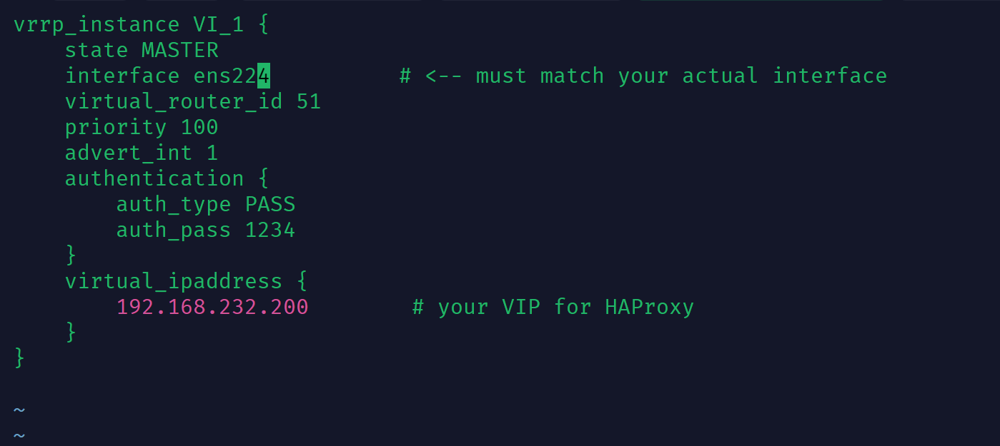 vrrp_instance VI_1 {
    state MASTER
    interface ens224          # <-- must match your actual interface
    virtual_router_id 51
    priority 100
    advert_int 1
    authentication {
        auth_type PASS
        auth_pass 1234
    }
    virtual_ipaddress {
        192.168.232.200        # your VIP for HAProxy
    }
}
~
~